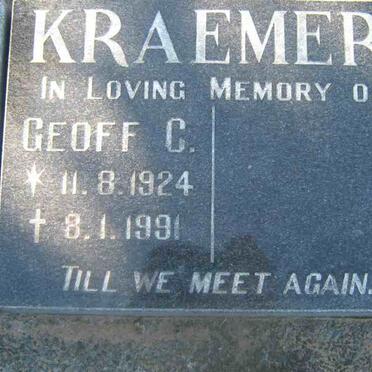 KRAEMER
IN LOVING MEMORY O
GEOFF C.
* 11.8.1924
† 8.1.1991
TILL WE MEET AGAIN.